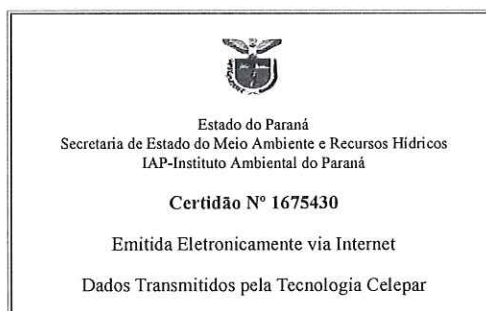 Estado do Paraná
Secretaria de Estado do Meio Ambiente e Recursos Hídricos
IAP-Instituto Ambiental do Paraná
Certidão Nº 1675430
Emitida Eletronicamente via Internet
Dados Transmitidos pela Tecnologia Celepar